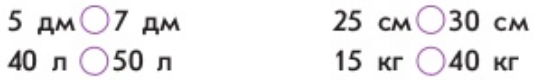 5 дм ◯ 7 дм
25 см ◯ 30 см
40 л ◯ 50 л
15 кг ◯ 40 кг